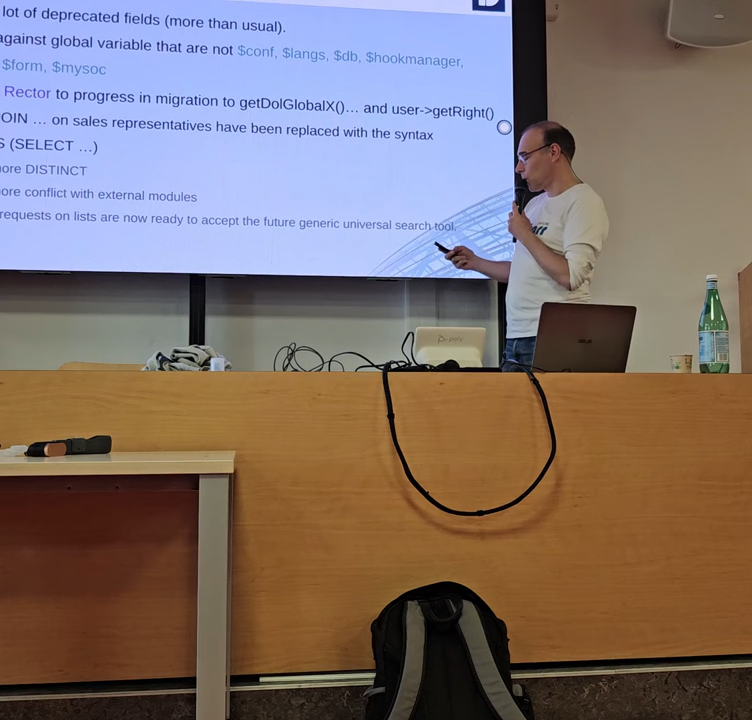 lot of deprecated fields (more than usual).
against global variable that are not $conf, $langs, $db, $hookmanager,
$form, $mysoc
Rector to progress in migration to getDolGlobalX()... and user->getRight()
OIN ... on sales representatives have been replaced with the syntax
S (SELECT ...)
ore DISTINCT
ore conflict with external modules
requests on lists are now ready to accept the future generic universal search tool.